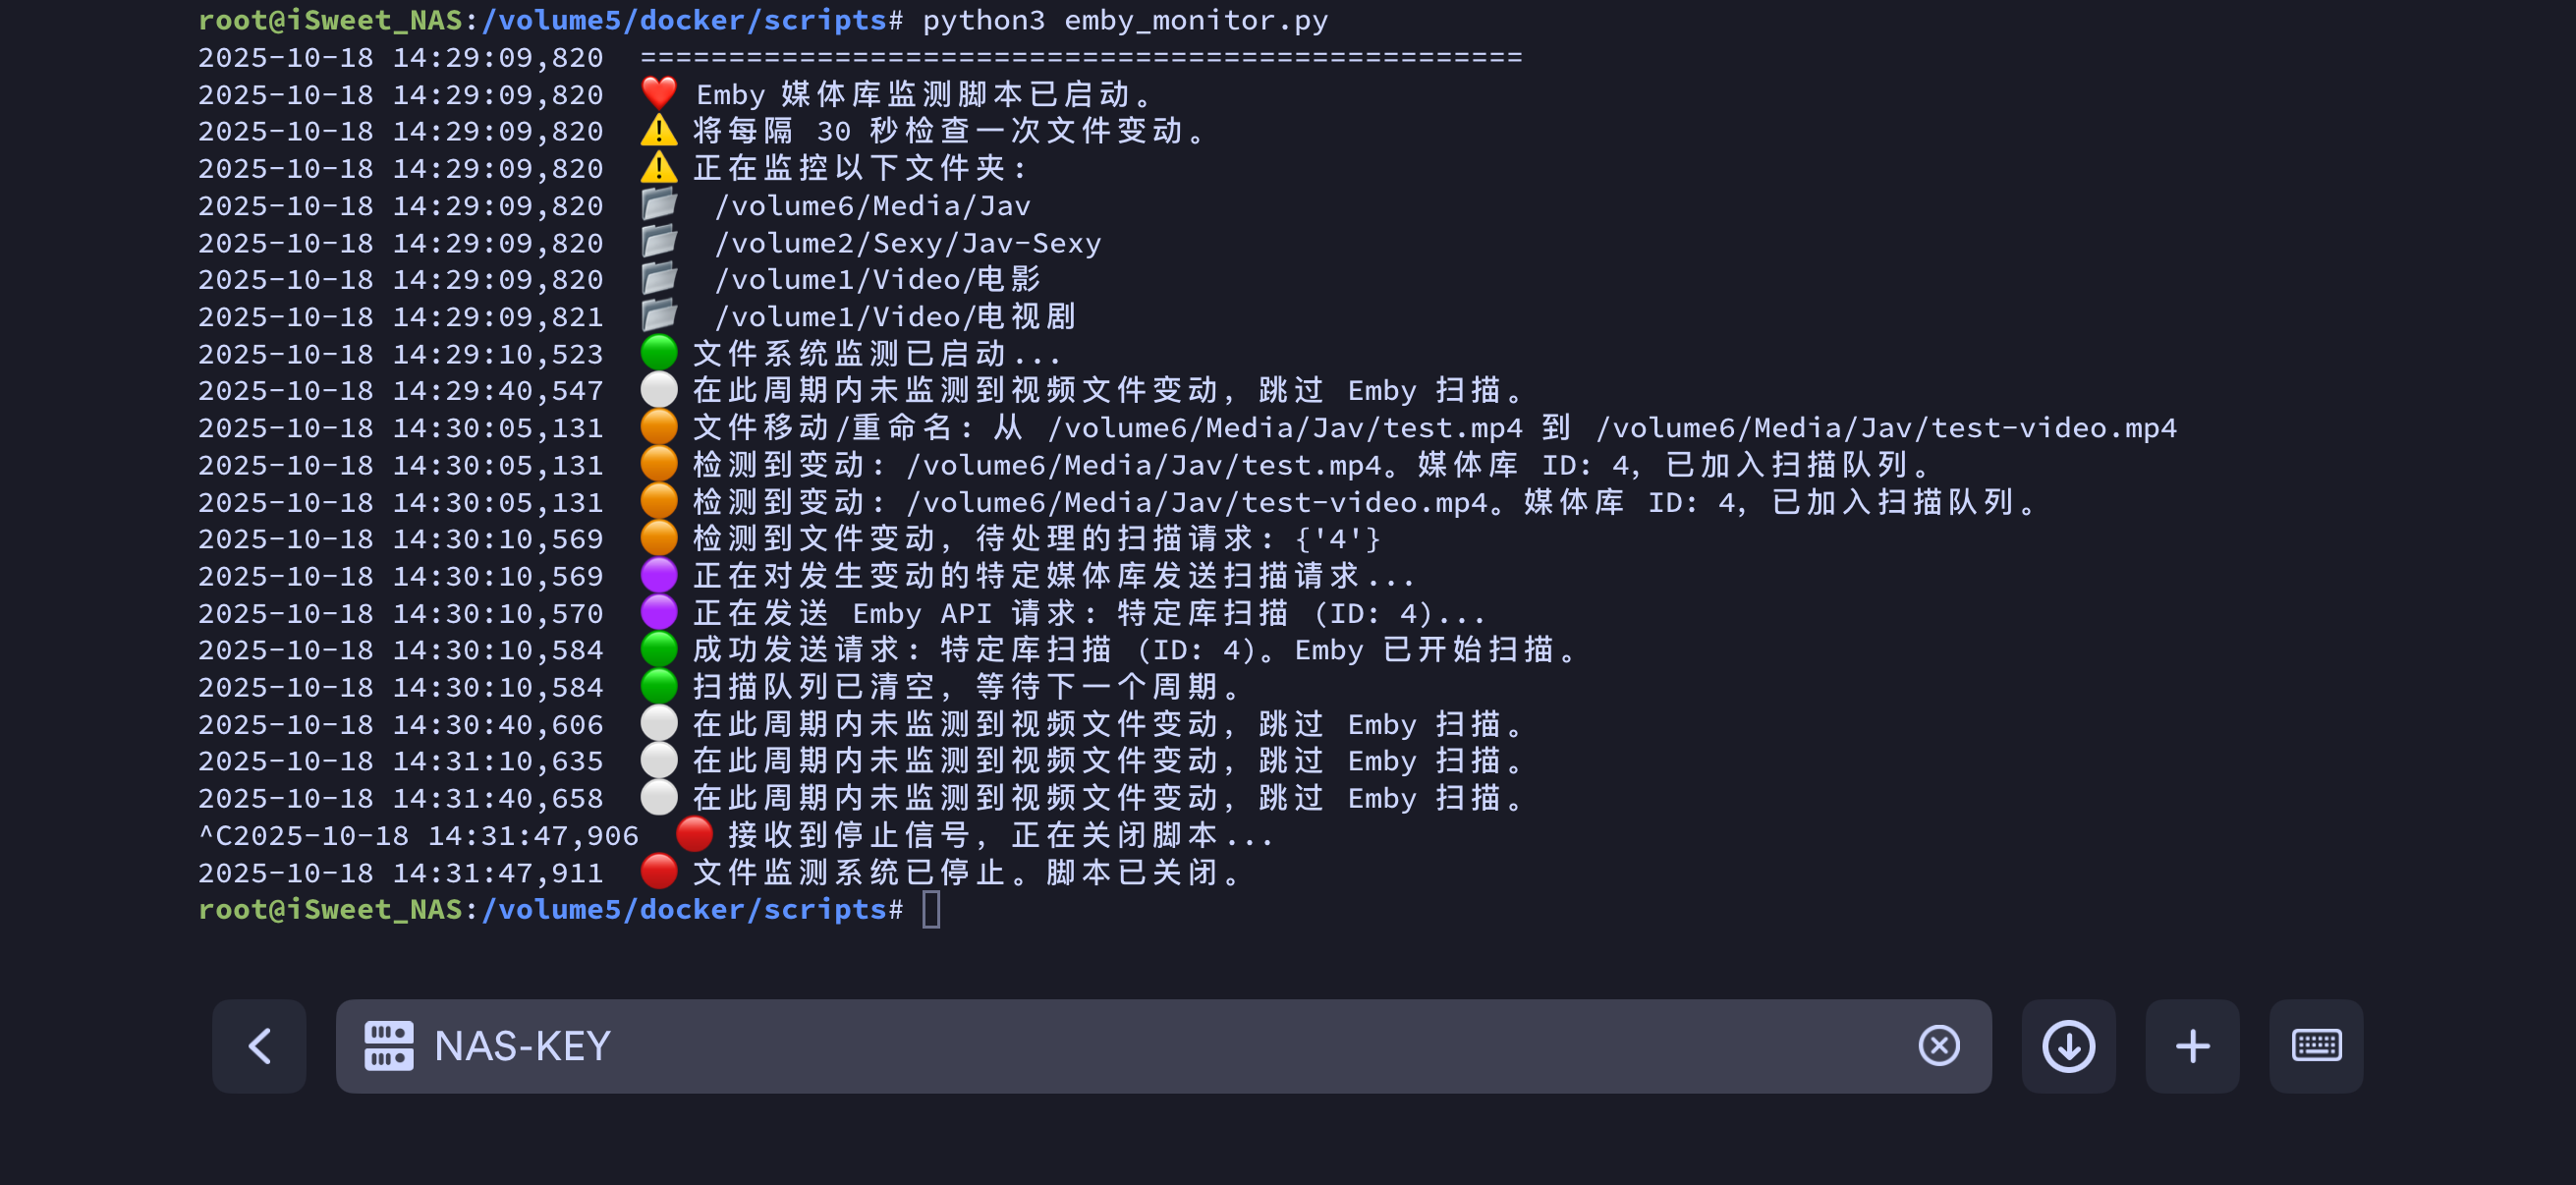 root@iSweet_NAS:/volume5/docker/scripts# python3 emby_monitor.py
2025-10-18 14:29:09,820 ==================================================
2025-10-18 14:29:09,820 ❤️ Emby 媒体库监测脚本已启动。
2025-10-18 14:29:09,820 ⚠️ 将每隔 30 秒检查一次文件变动。
2025-10-18 14:29:09,820 ⚠️ 正在监控以下文件夹:
2025-10-18 14:29:09,820 📂 /volume6/Media/Jav
2025-10-18 14:29:09,820 📂 /volume2/Sexy/Jav-Sexy
2025-10-18 14:29:09,820 📂 /volume1/Video/电影
2025-10-18 14:29:09,821 📂 /volume1/Video/电视剧
2025-10-18 14:29:10,523 🟢 文件系统监测已启动...
2025-10-18 14:29:40,547 ⚪ 在此周期内未监测到视频文件变动, 跳过 Emby 扫描。
2025-10-18 14:30:05,131 🟠 文件移动/重命名: 从 /volume6/Media/Jav/test.mp4 到 /volume6/Media/Jav/test-video.mp4
2025-10-18 14:30:05,131 🟠 检测到变动: /volume6/Media/Jav/test.mp4。媒体库 ID: 4, 已加入扫描队列。
2025-10-18 14:30:05,131 🟠 检测到变动: /volume6/Media/Jav/test-video.mp4。媒体库 ID: 4, 已加入扫描队列。
2025-10-18 14:30:10,569 🟠 检测到文件变动, 待处理的扫描请求: {'4'}
2025-10-18 14:30:10,569 🟣 正在对发生变动的特定媒体库发送扫描请求...
2025-10-18 14:30:10,570 🟣 正在发送 Emby API 请求: 特定库扫描 (ID: 4)...
2025-10-18 14:30:10,584 🟢 成功发送请求: 特定库扫描 (ID: 4)。Emby 已开始扫描。
2025-10-18 14:30:10,584 🟢 扫描队列已清空, 等待下一个周期。
2025-10-18 14:30:40,606 ⚪ 在此周期内未监测到视频文件变动, 跳过 Emby 扫描。
2025-10-18 14:31:10,635 ⚪ 在此周期内未监测到视频文件变动, 跳过 Emby 扫描。
2025-10-18 14:31:40,658 ⚪ 在此周期内未监测到视频文件变动, 跳过 Emby 扫描。
^C2025-10-18 14:31:47,906 🔴 接收到停止信号, 正在关闭脚本...
2025-10-18 14:31:47,911 🔴 文件监测系统已停止。脚本已关闭。
root@iSweet_NAS:/volume5/docker/scripts#
NAS-KEY